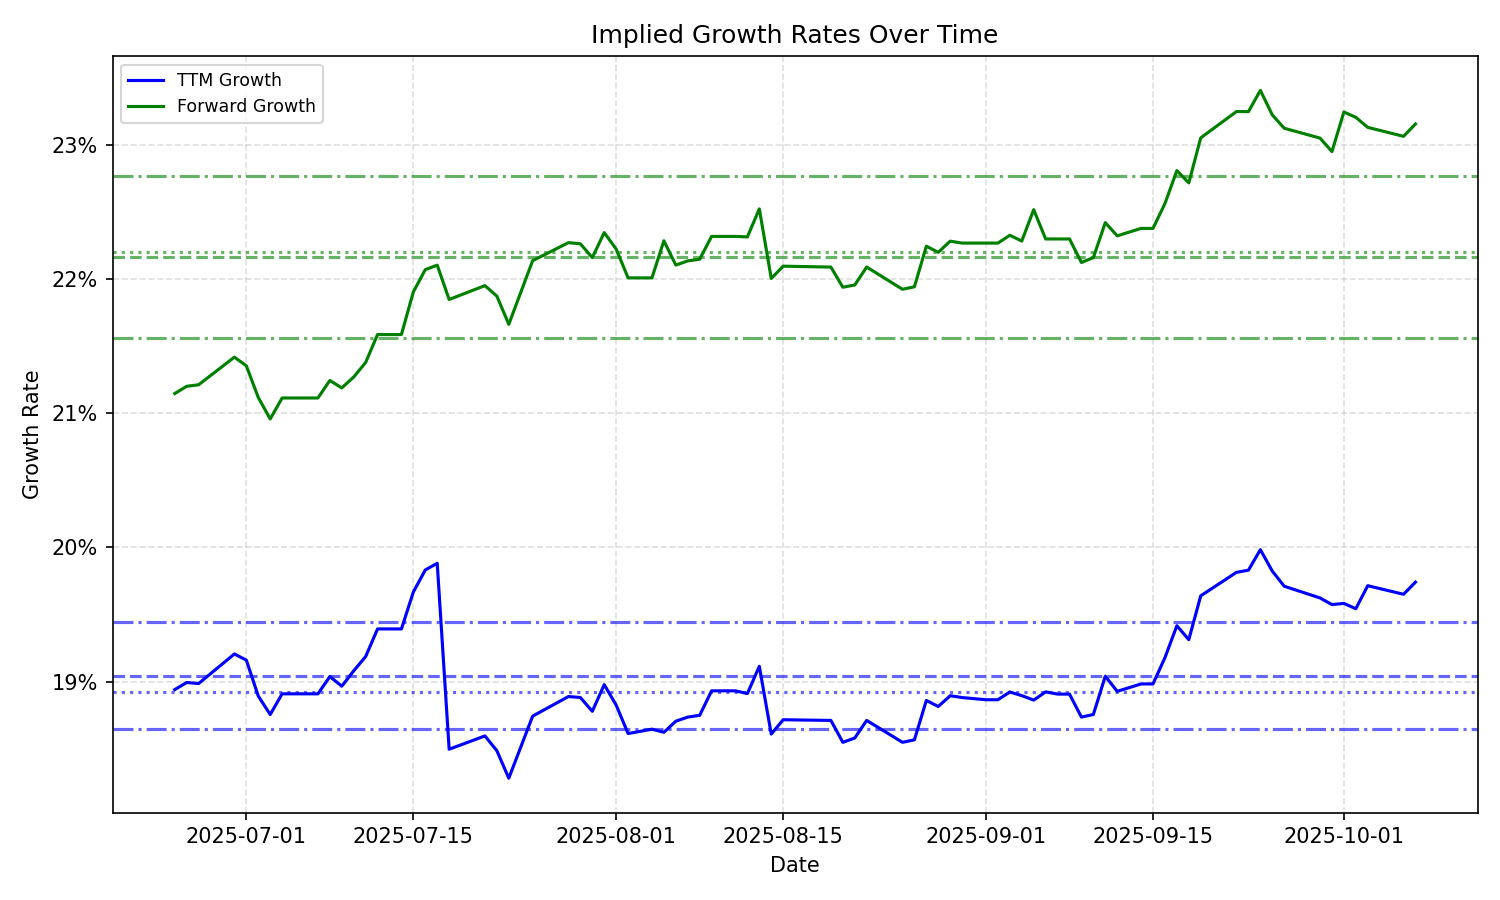 Implied Growth Rates Over Time
TTM Growth
Forward Growth
23%
22%
21%
20%
19%
Growth Rate
2025-07-01
2025-07-15
2025-08-01
2025-08-15
2025-09-01
2025-09-15
2025-10-01
Date